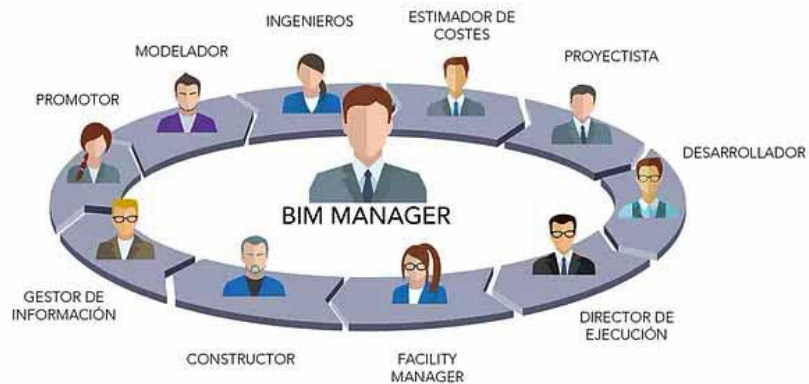 INGENIEROS
ESTIMADOR DE
COSTES
MODELADOR
PROYECTISTA
PROMOTOR
DESARROLLADOR
BIM MANAGER
GESTOR DE
INFORMACIÓN
DIRECTOR DE
EJECUCIÓN
CONSTRUCTOR
FACILITY
MANAGER